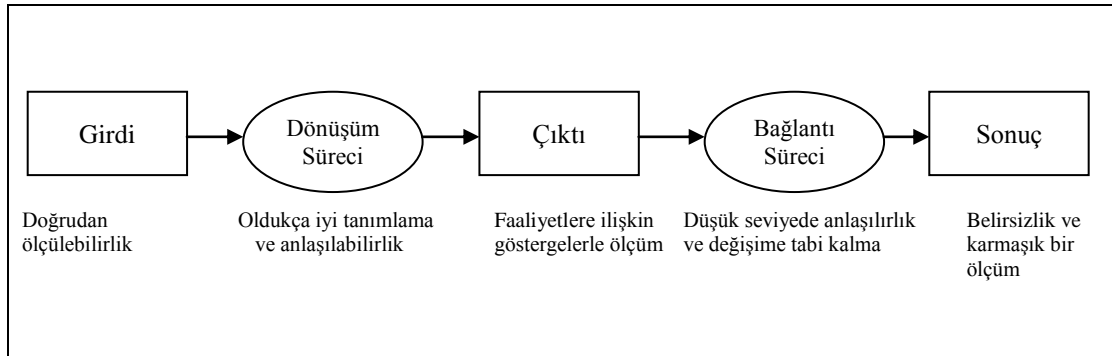 Girdi
Dönüşüm
Süreci
Çıktı
Bağlantı
Süreci
Sonuç
Doğrudan
ölçülebilirlik
Oldukça iyi tanımlama
ve anlaşılabilirlik
Faaliyetlere ilişkin
göstergelerle ölçüm
Düşük seviyede anlaşılırlık
ve değişime tabi kalma
Belirsizlik ve
karmaşık bir
ölçüm